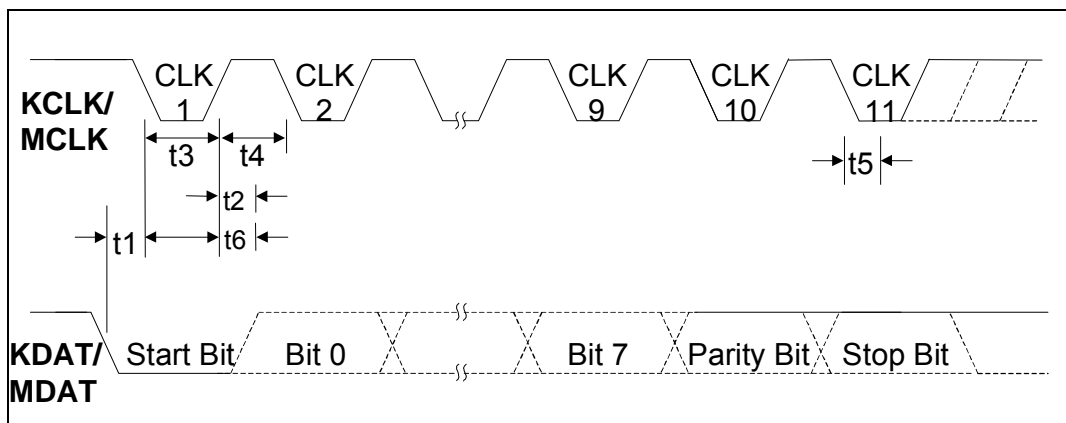 CLK 1
CLK 2
CLK 9
CLK 10
CLK 11
KCLK/
MCLK
t3
t4
t5
t2
t1
t6
KDAT/
MDAT
Start Bit
Bit 0
Bit 7
Parity Bit
Stop Bit